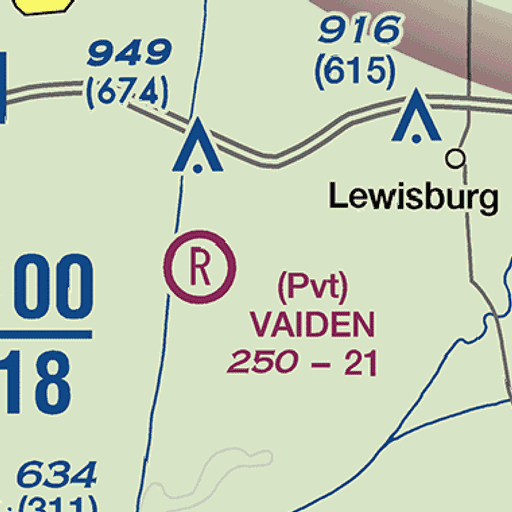 949
(674)
916
(615)
Lewisburg
R
(Pvt)
VAIDEN
250 – 21
00
18
634
(311)